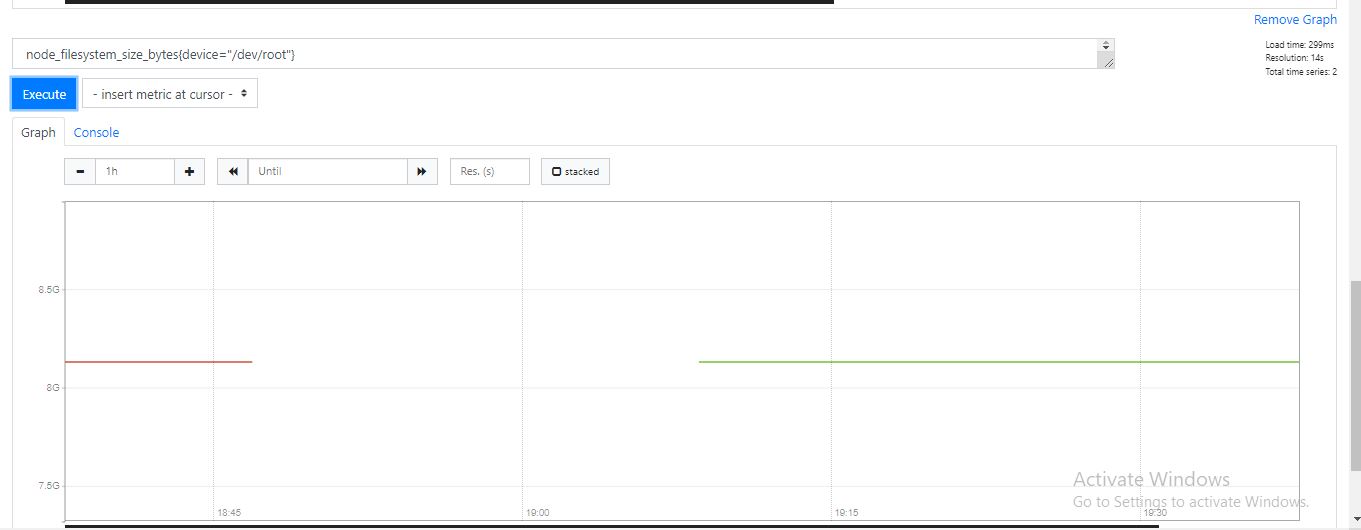 Remove Graph
node_filesystem_size_bytes{device="/dev/root"}
Load time: 299ms
Resolution: 14s
Total time series: 2
Execute
- insert metric at cursor -
Graph
Console
1h
Until
Res. (s)
stacked
8.5G
8G
7.5G
18:45
19:00
19:15
19:30
Activate Windows
Go to Settings to activate Windows.